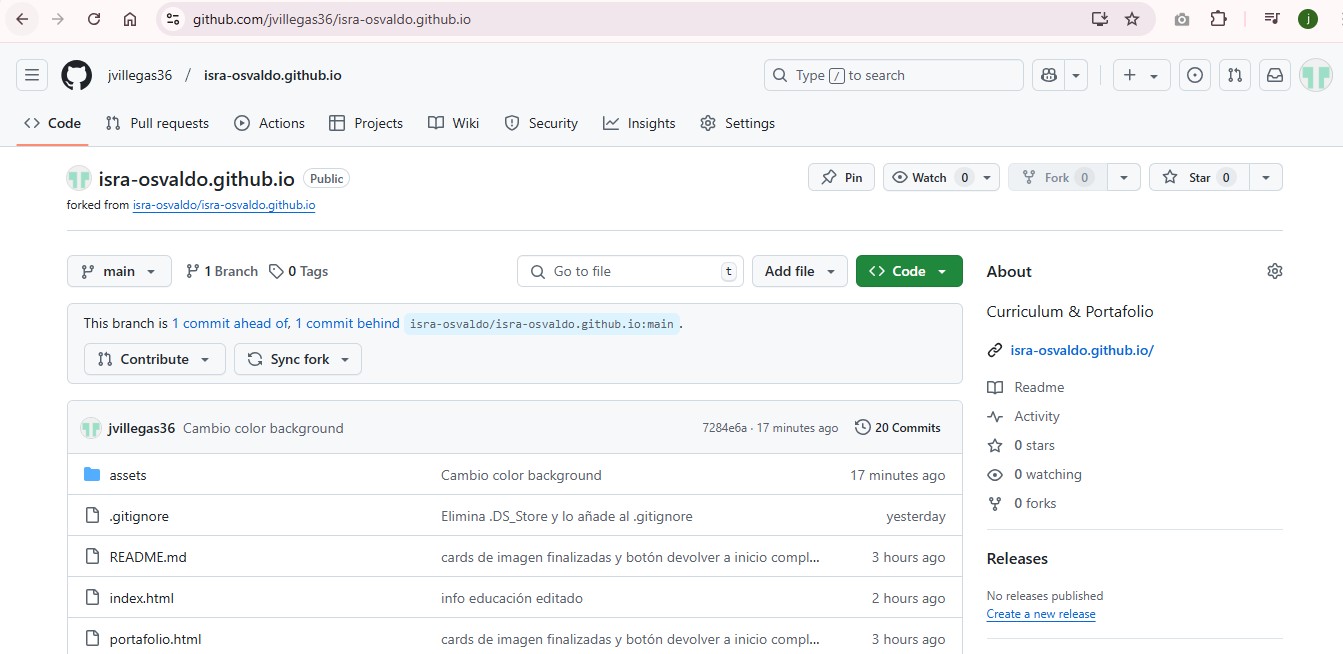 github.com/jvillegas36/isra-osvaldo.github.io
j
jvillegas36 / isra-osvaldo.github.io
Type / to search
Code Pull requests Actions Projects Wiki Security Insights Settings
isra-osvaldo.github.io Public
Pin Watch 0 Fork 0 Star 0
forked from isra-osvaldo/isra-osvaldo.github.io
main 1 Branch 0 Tags Go to file t Add file Code
About
Curriculum & Portafolio
isra-osvaldo.github.io/
Readme
Activity
0 stars
0 watching
0 forks
Releases
No releases published
Create a new release
This branch is 1 commit ahead of, 1 commit behind isra-osvaldo/isra-osvaldo.github.io:main .
Contribute Sync fork
jvillegas36 Cambio color background 7284e6a · 17 minutes ago 20 Commits
assets Cambio color background 17 minutes ago
.gitignore Elimina .DS_Store y lo añade al .gitignore yesterday
README.md cards de imagen finalizadas y botón devolver a inicio compl... 3 hours ago
index.html info educación editado 2 hours ago
portafolio.html cards de imagen finalizadas y botón devolver a inicio compl... 3 hours ago